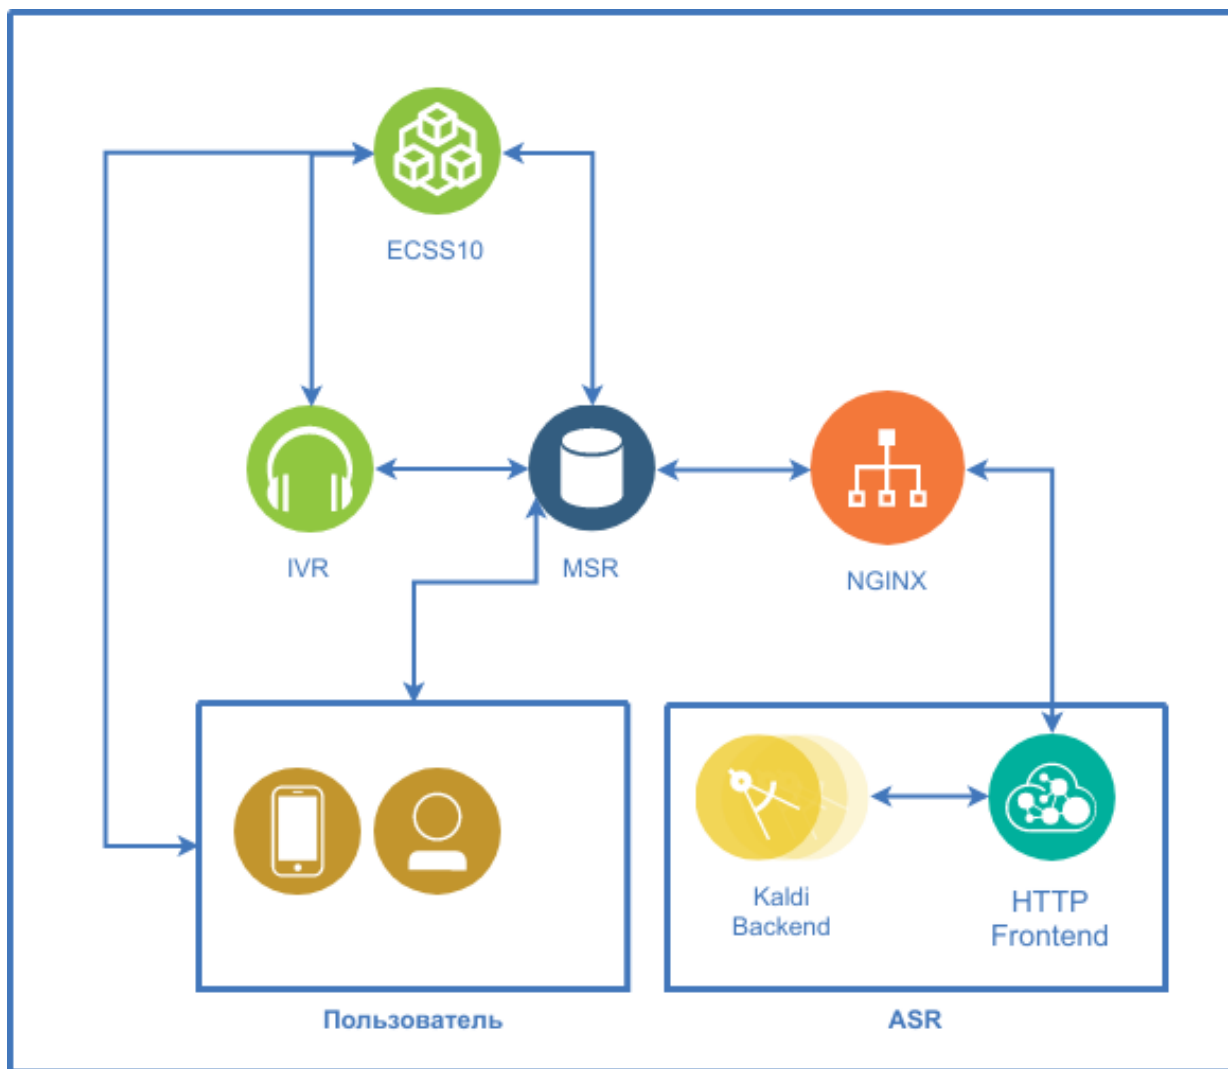 ECSS10
IVR
MSR
NGINX
Kaldi
Backend
HTTP
Frontend
Пользователь
ASR